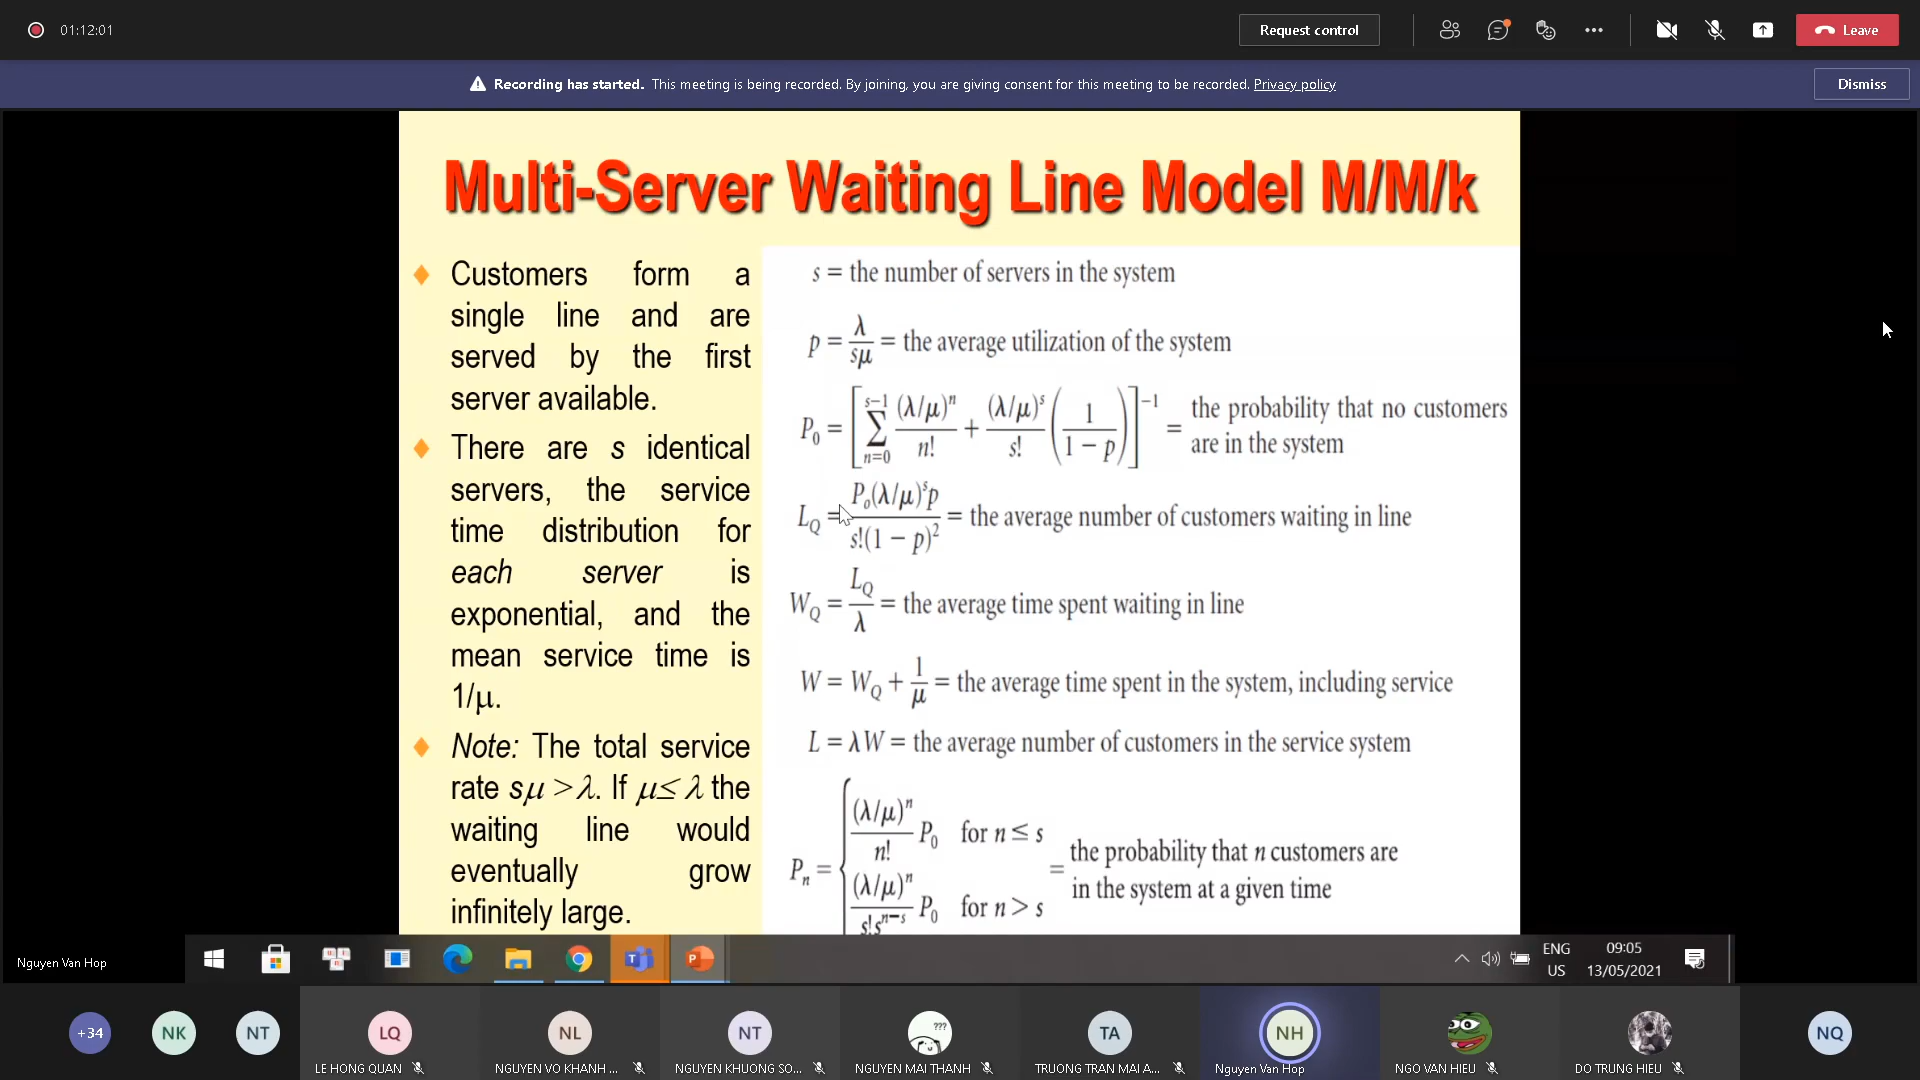 01:12:01
Request control
Leave
Recording has started. This meeting is being recorded. By joining, you are giving consent for this meeting to be recorded. Privacy policy
Dismiss
Multi-Server Waiting Line Model M/M/k
Customers form a
single line and are
served by the first
server available.
There are s identical
servers, the service
time distribution for
each server is
exponential, and the
mean service time is
1/μ.
Note: The total service
rate sμ >λ. If μ≤ λ the
waiting line would
eventually grow
infinitely large.
s = the number of servers in the system
p = λ/sμ = the average utilization of the system
P₀ = [ Σ_{n=0}^{s−1} (λ/μ)ⁿ/n! + (λ/μ)ˢ/s! (1/(1 − p)) ]⁻¹ = the probability that no customers
are in the system
L_Q = Pₒ(λ/μ)ˢp / s!(1 − p)² = the average number of customers waiting in line
W_Q = L_Q/λ = the average time spent waiting in line
W = W_Q + 1/μ = the average time spent in the system, including service
L = λW = the average number of customers in the service system
Pₙ = { (λ/μ)ⁿ/n! P₀ for n ≤ s
(λ/μ)ⁿ/s!sⁿ⁻ˢ P₀ for n > s
= the probability that n customers are
in the system at a given time
Nguyen Van Hop
ENG
US
09:05
13/05/2021
+34
NK
NT
LQ
LE HONG QUAN
NL
NGUYEN VO KHANH ...
NT
NGUYEN KHUONG SO...
???
NGUYEN MAI THANH
TA
TRUONG TRAN MAI A...
NH
Nguyen Van Hop
NGO VAN HIEU
DO TRUNG HIEU
NQ